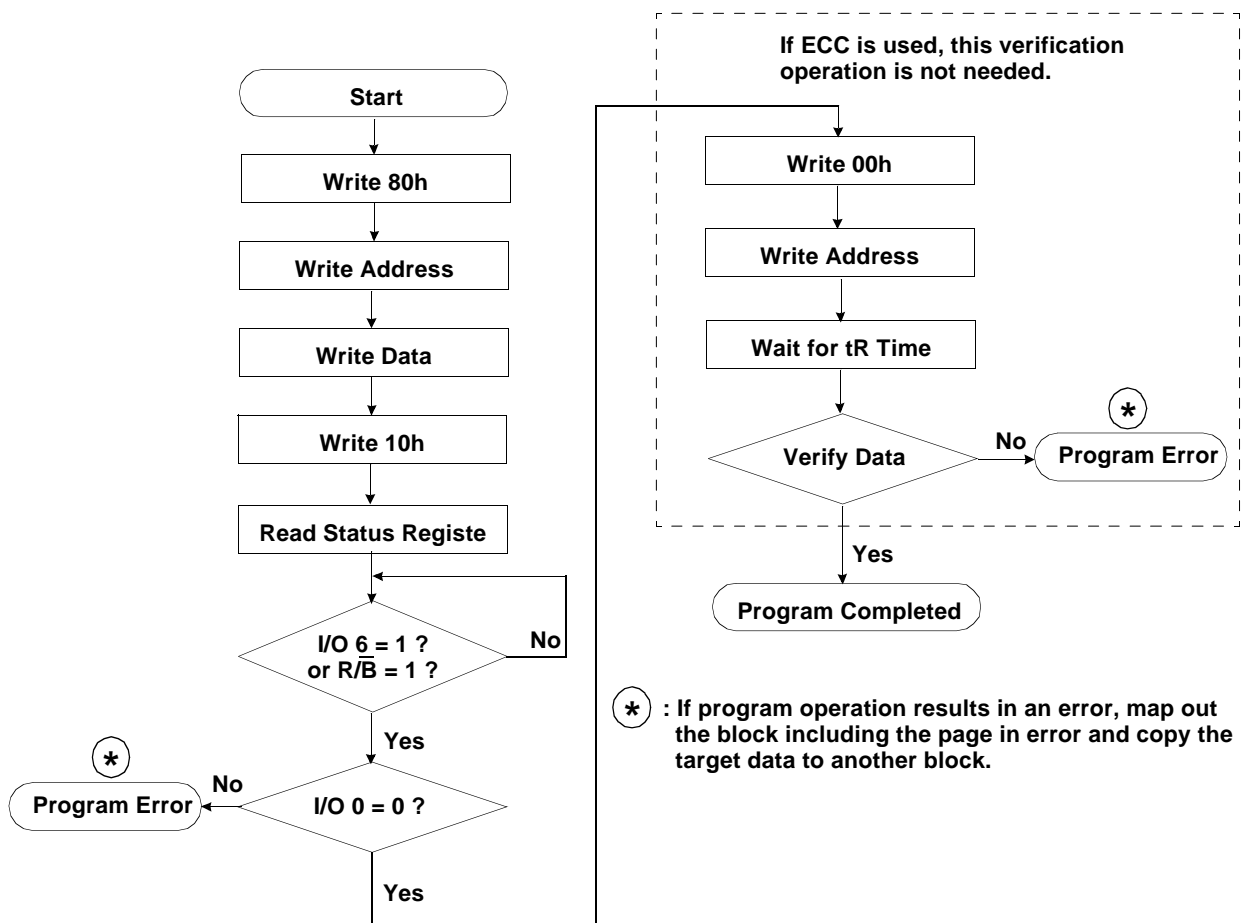 Start
Write 80h
Write Address
Write Data
Write 10h
Read Status Registe
I/O 6 = 1 ?
or R/B̅ = 1 ?
No
Yes
*
No
Program Error
I/O 0 = 0 ?
Yes
If ECC is used, this verification
operation is not needed.
Write 00h
Write Address
Wait for tR Time
*
Verify Data
No
Program Error
Yes
Program Completed
* : If program operation results in an error, map out
the block including the page in error and copy the
target data to another block.